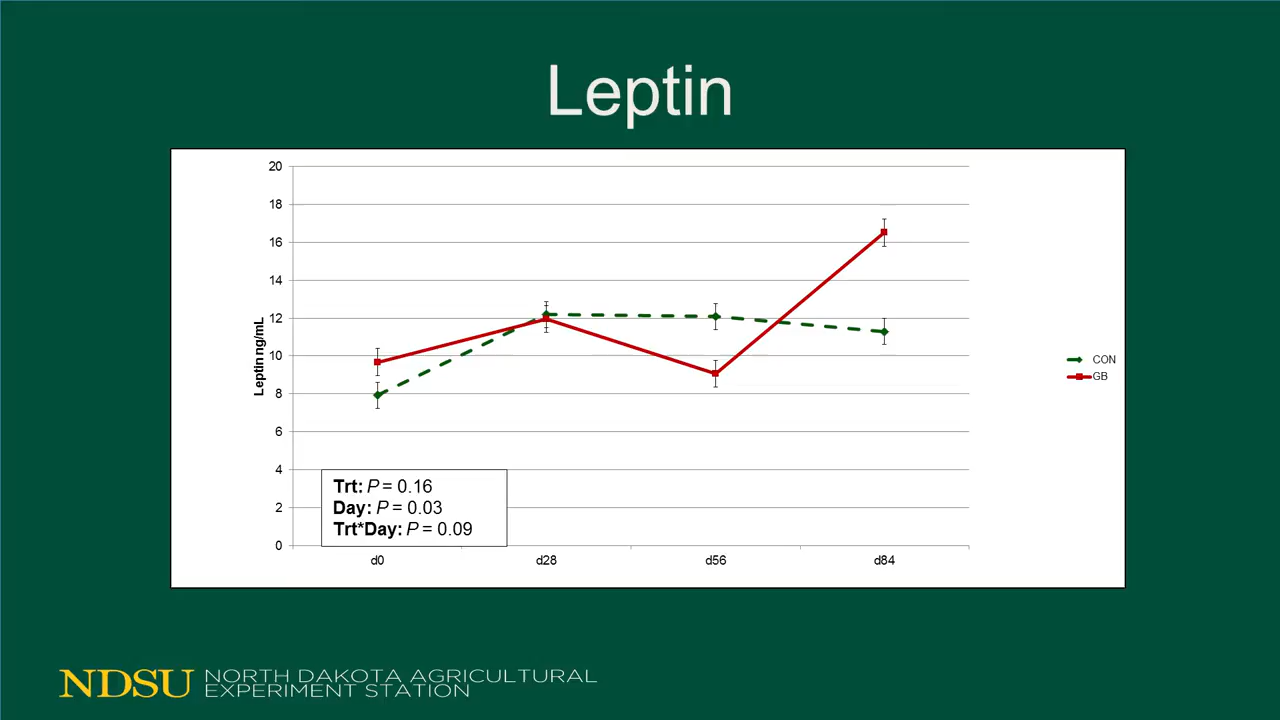 Leptin
20
18
16
14
12
10
8
6
4
2
0
Leptin ng/mL
d0
d28
d56
d84
CON
GB
Trt: P = 0.16
Day: P = 0.03
Trt*Day: P = 0.09
NDSU
NORTH DAKOTA AGRICULTURAL
EXPERIMENT STATION